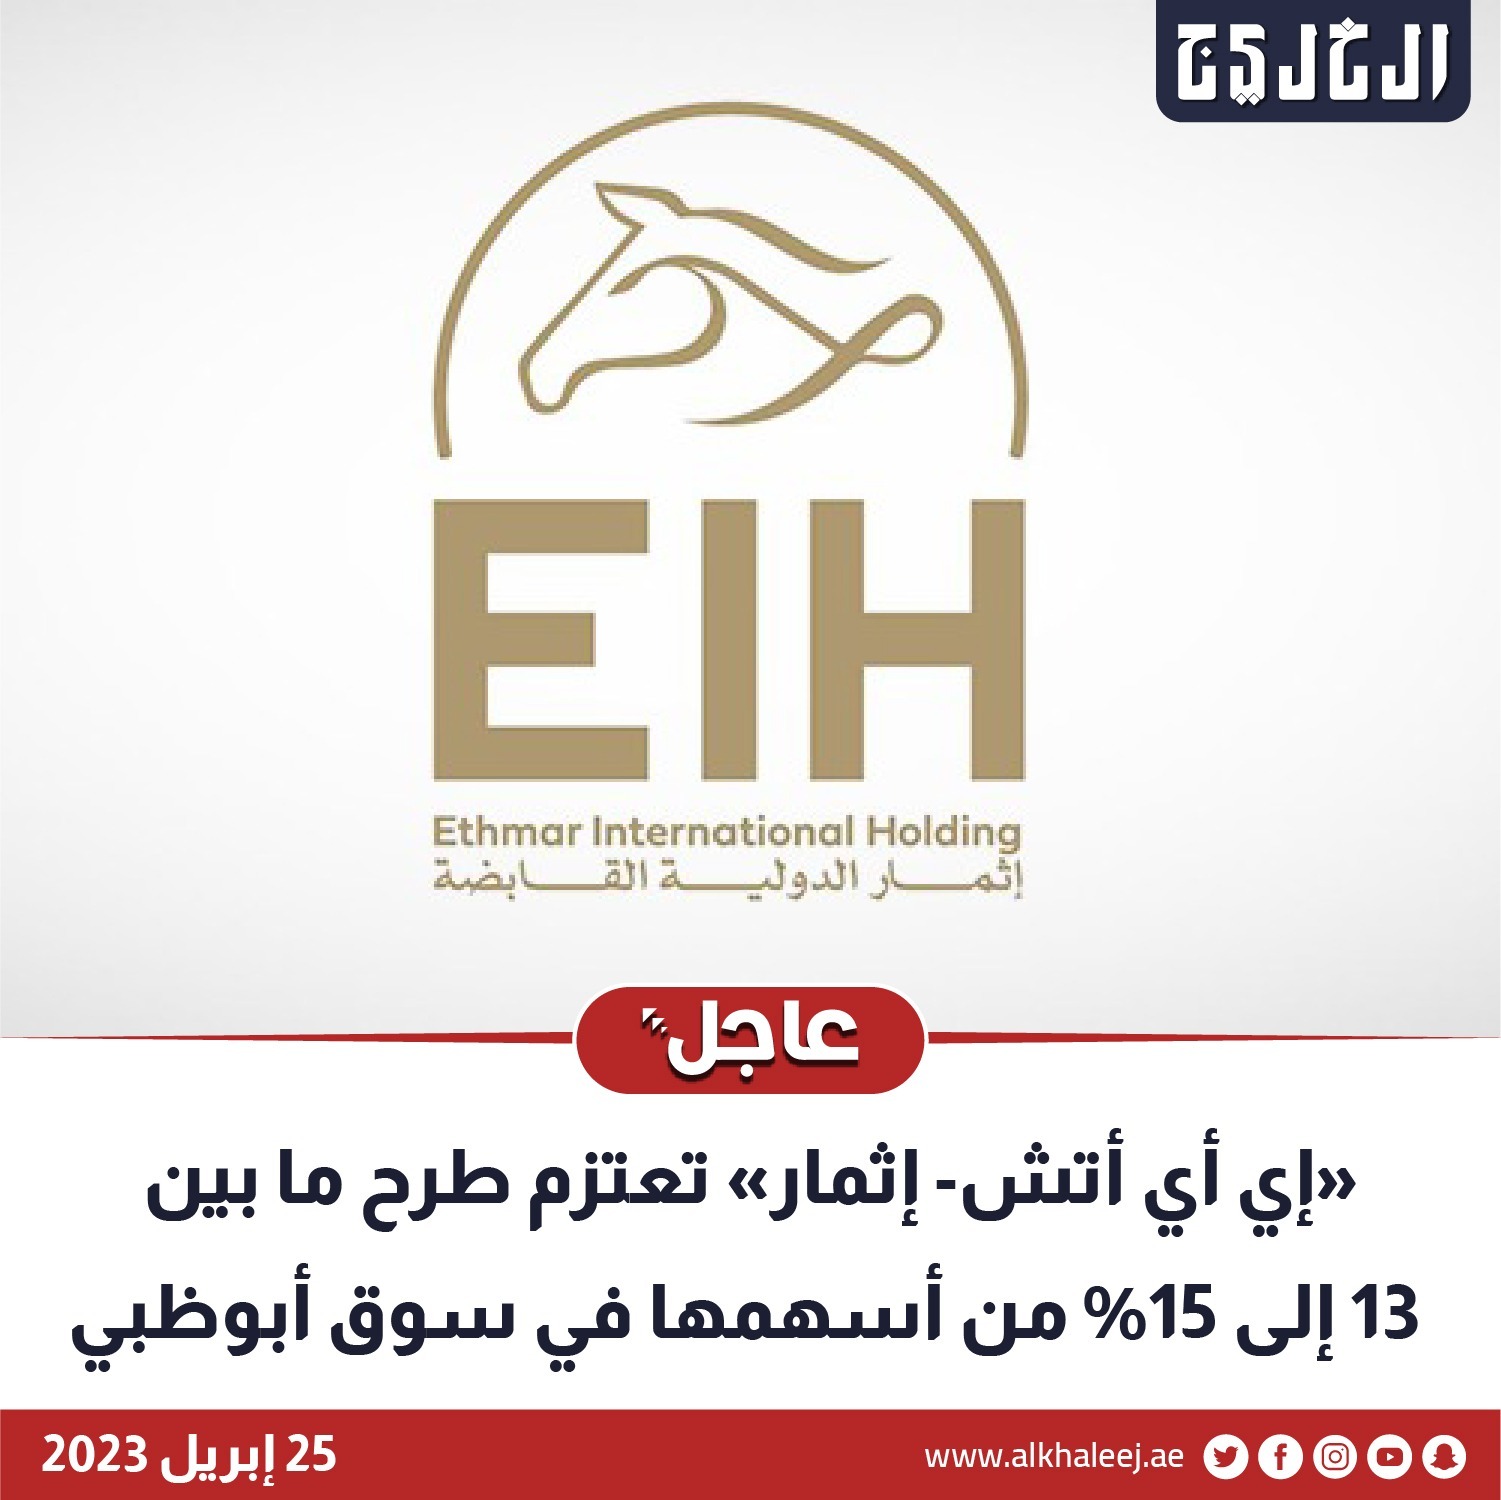 الخليج
EIH
Ethmar International Holding
إثمار الدولية القابضة
عاجل
«إي أي أتش- إثمار» تعتزم طرح ما بين
13 إلى 15% من أسهمها في سوق أبوظبي
25 إبريل 2023
www.alkhaleej.ae